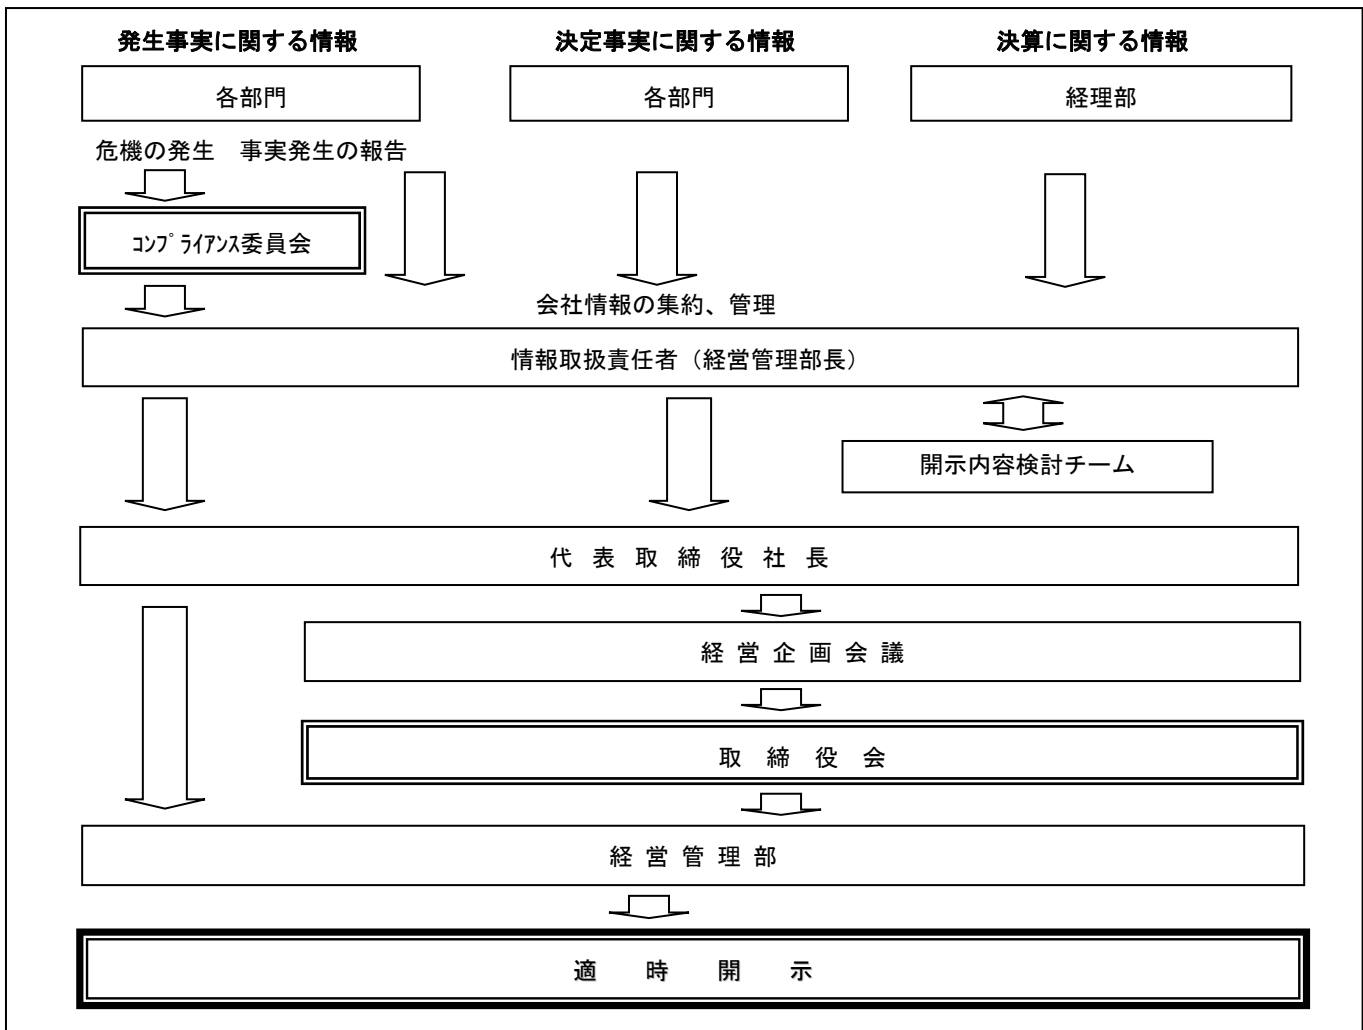 発生事実に関する情報　決定事実に関する情報　決算に関する情報
各部門　各部門　経理部
危機の発生　事実発生の報告
ｺﾝﾌﾟﾗｲｱﾝｽ委員会
会社情報の集約、管理
情報取扱責任者（経営管理部長）
開示内容検討チーム
代 表 取 締 役 社 長
経 営 企 画 会 議
取　締　役　会
経 営 管 理 部
適　時　開　示